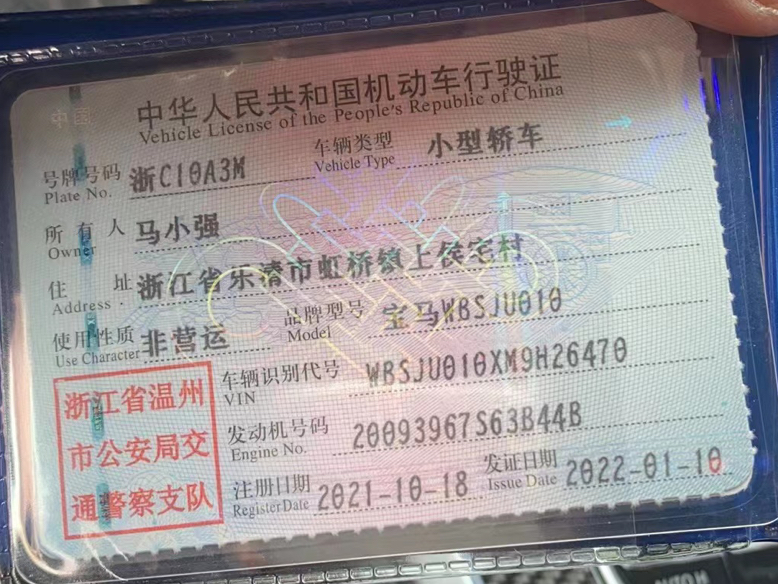 中国
中华人民共和国机动车行驶证
Vehicle License of the People's Republic of China
号牌号码 浙C10A3M 车辆类型 小型轿车
Plate No. Vehicle Type
所有人 马小强
Owner
住址 浙江省乐清市虹桥镇上侯宅村
Address
使用性质 非营运 品牌型号 宝马WBSJU010
Use Character Model
车辆识别代号 WBSJU010XM9H26470
VIN
发动机号码 20093967S63B44B
Engine No.
注册日期 2021-10-18 发证日期 2022-01-10
Register Date Issue Date
浙江省温州
市公安局交
通警察支队